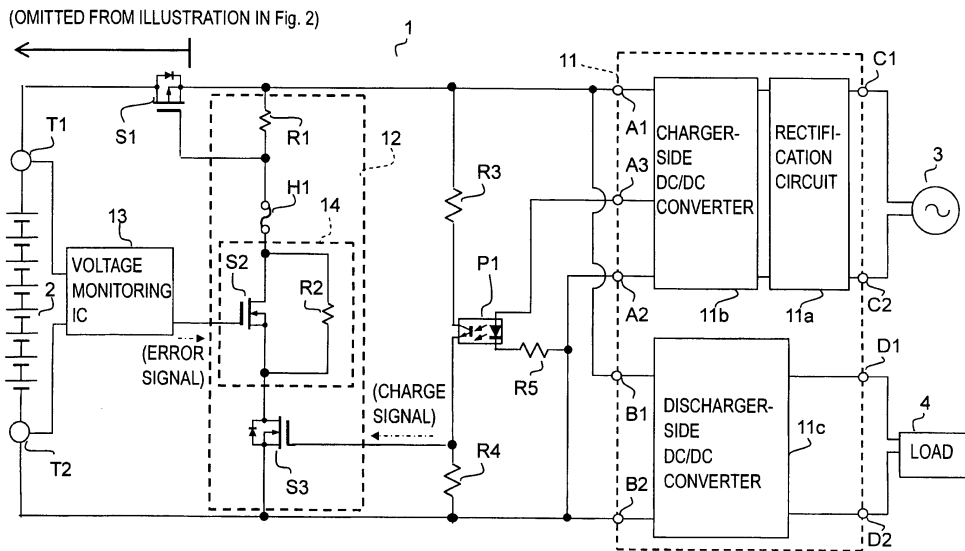 (OMITTED FROM ILLUSTRATION IN Fig. 2)
1
S1
T1
13
VOLTAGE
MONITORING
IC
2
T2
R1
12
H1
14
S2
R2
(ERROR
SIGNAL)
(CHARGE
SIGNAL)
S3
R3
P1
R5
R4
11
A1
A3
A2
B1
B2
CHARGER-
SIDE
DC/DC
CONVERTER
11b
RECTIFI-
CATION
CIRCUIT
11a
C1
C2
3
DISCHARGER-
SIDE
DC/DC
CONVERTER
11c
D1
D2
4
LOAD